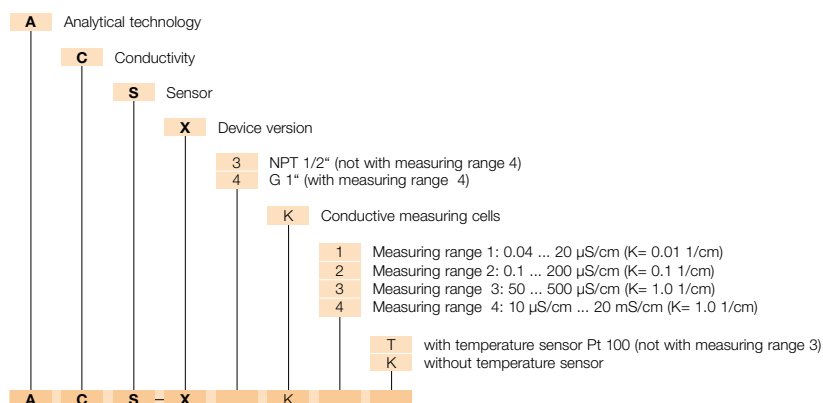 A Analytical technology
C Conductivity
S Sensor
X Device version
3 NPT 1/2“ (not with measuring range 4)
4 G 1“ (with measuring range 4)
K Conductive measuring cells
1 Measuring range 1: 0.04 ... 20 µS/cm (K= 0.01 1/cm)
2 Measuring range 2: 0.1 ... 200 µS/cm (K= 0.1 1/cm)
3 Measuring range 3: 50 ... 500 µS/cm (K= 1.0 1/cm)
4 Measuring range 4: 10 µS/cm ... 20 mS/cm (K= 1.0 1/cm)
T with temperature sensor Pt 100 (not with measuring range 3)
K without temperature sensor
A C S – X K